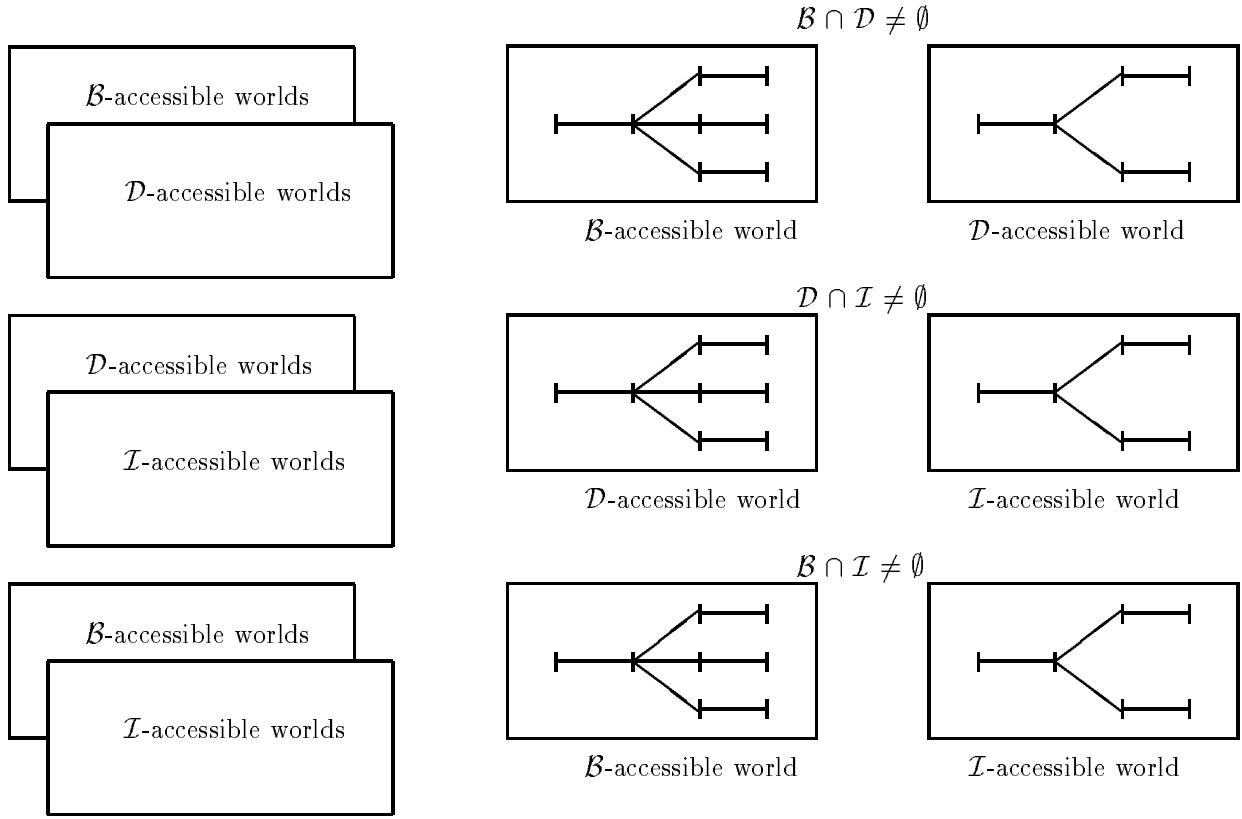 𝓑 ∩ 𝓓 ≠ ∅
𝓑-accessible worlds
𝓓-accessible worlds
𝓑-accessible world
𝓓-accessible world
𝓓 ∩ 𝓘 ≠ ∅
𝓓-accessible worlds
𝓘-accessible worlds
𝓓-accessible world
𝓘-accessible world
𝓑 ∩ 𝓘 ≠ ∅
𝓑-accessible worlds
𝓘-accessible worlds
𝓑-accessible world
𝓘-accessible world